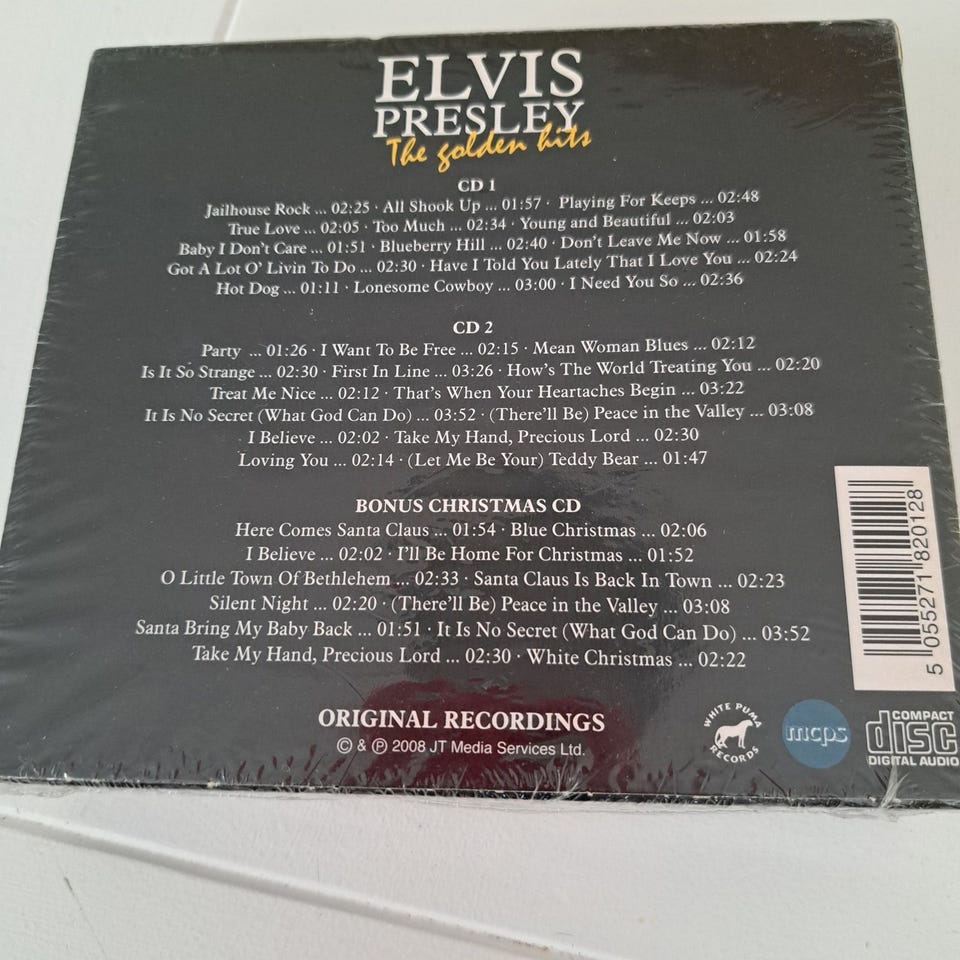 ELVIS
PRESLEY
The golden hits
CD 1
Jailhouse Rock ... 02:25 · All Shook Up ... 01:57 · Playing For Keeps ... 02:48
True Love ... 02:05 · Too Much ... 02:34 · Young and Beautiful ... 02:03
Baby I Don't Care ... 01:51 · Blueberry Hill ... 02:40 · Don't Leave Me Now ... 01:58
Got A Lot O' Livin To Do ... 02:30 · Have I Told You Lately That I Love You ... 02:24
Hot Dog ... 01:11 · Lonesome Cowboy ... 03:00 · I Need You So ... 02:36
CD 2
Party ... 01:26 · I Want To Be Free ... 02:15 · Mean Woman Blues ... 02:12
Is It So Strange ... 02:30 · First In Line ... 03:26 · How's The World Treating You ... 02:20
Treat Me Nice ... 02:12 · That's When Your Heartaches Begin ... 03:22
It Is No Secret (What God Can Do) ... 03:52 · (There'll Be) Peace in the Valley ... 03:08
I Believe ... 02:02 · Take My Hand, Precious Lord ... 02:30
Loving You ... 02:14 · (Let Me Be Your) Teddy Bear ... 01:47
BONUS CHRISTMAS CD
Here Comes Santa Claus ... 01:54 · Blue Christmas ... 02:06
I Believe ... 02:02 · I'll Be Home For Christmas ... 01:52
O Little Town Of Bethlehem ... 02:33 · Santa Claus Is Back In Town ... 02:23
Silent Night ... 02:20 · (There'll Be) Peace in the Valley ... 03:08
Santa Bring My Baby Back ... 01:51 · It Is No Secret (What God Can Do) ... 03:52
Take My Hand, Precious Lord ... 02:30 · White Christmas ... 02:22
5 055271 820128
ORIGINAL RECORDINGS
© & ℗ 2008 JT Media Services Ltd.
WHITE PUMA
RECORDS
mcps
COMPACT
disc
DIGITAL AUDIO